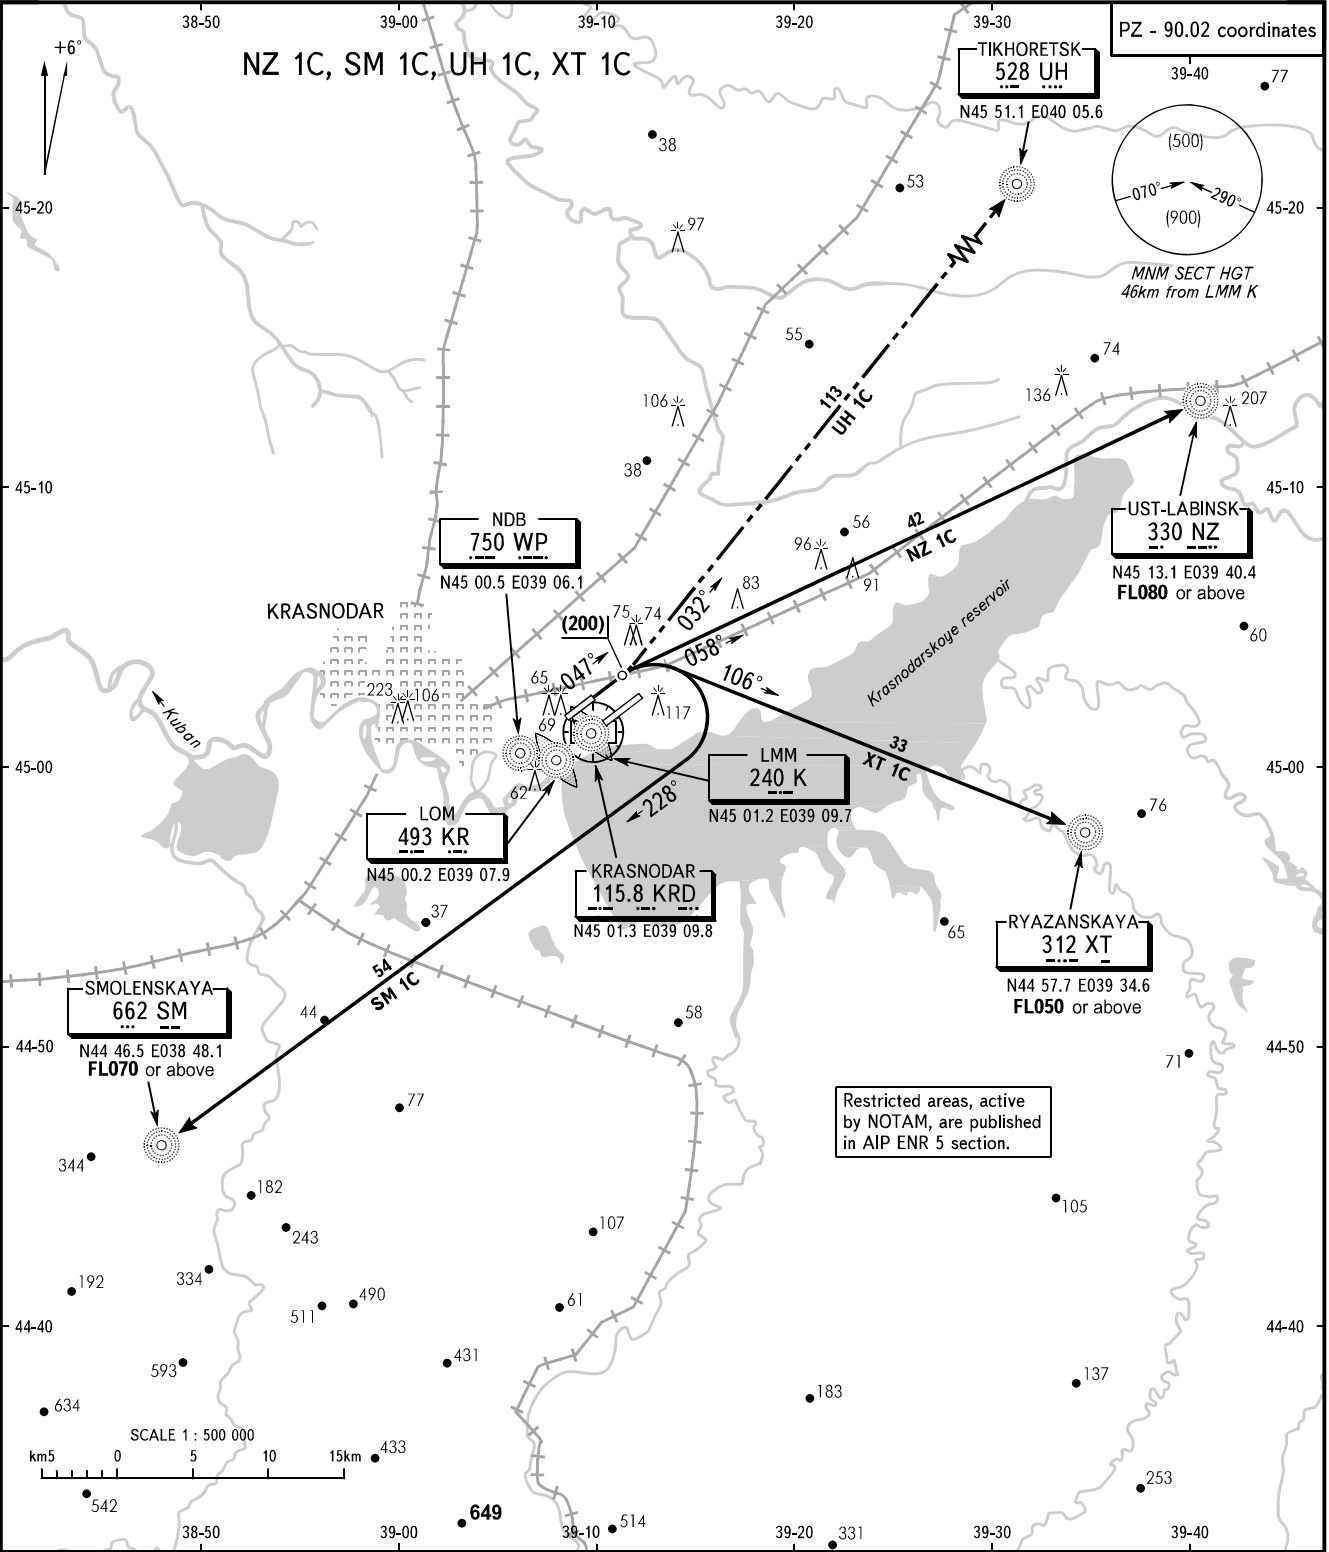 38-50
39-00
39-10
39-20
39-30
PZ - 90.02 coordinates
+6°
NZ 1C, SM 1C, UH 1C, XT 1C
TIKHORETSK
528 UH
N45 51.1 E040 05.6
39-40
77
38
53
(500)
070°
290°
(900)
MNM SECT HGT
46km from LMM K
45-20
45-20
97
55
74
136
207
113
UH 1C
106
38
45-10
45-10
NDB
750 WP
N45 00.5 E039 06.1
56
96
91
83
42
NZ 1C
UST-LABINSK
330 NZ
N45 13.1 E039 40.4
FL080 or above
60
KRASNODAR
(200)
75
74
032°
058°
047°
106°
Krasnodarskoye reservoir
223
106
65
69
117
Kuban
62
45-00
45-00
33
XT 1C
LMM
240 K
N45 01.2 E039 09.7
228°
76
LOM
493 KR
N45 00.2 E039 07.9
KRASNODAR
115.8 KRD
N45 01.3 E039 09.8
37
65
RYAZANSKAYA
312 XT
N44 57.7 E039 34.6
FL050 or above
54
SM 1C
SMOLENSKAYA
662 SM
N44 46.5 E038 48.1
FL070 or above
44
58
44-50
44-50
71
77
Restricted areas, active
by NOTAM, are published
in AIP ENR 5 section.
344
182
243
107
105
192
334
511
490
61
44-40
44-40
593
431
634
183
137
SCALE 1 : 500 000
km5 0 5 10 15km
433
542
649
514
331
253
38-50
39-00
39-10
39-20
39-30
39-40